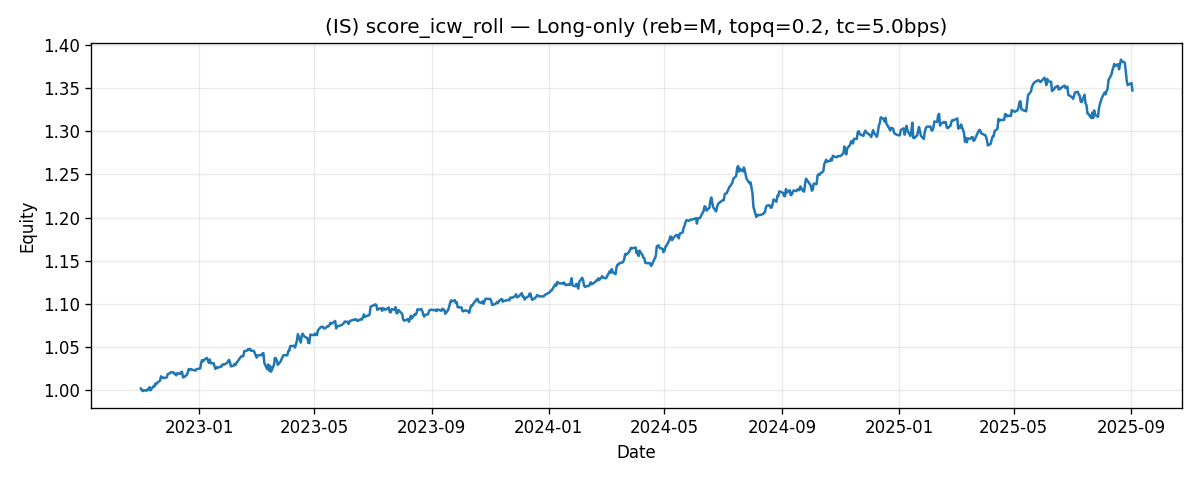 (IS) score_icw_roll — Long-only (reb=M, topq=0.2, tc=5.0bps)
1.40
1.35
1.30
1.25
1.20
1.15
1.10
1.05
1.00
Equity
2023-01 2023-05 2023-09 2024-01 2024-05 2024-09 2025-01 2025-05 2025-09
Date